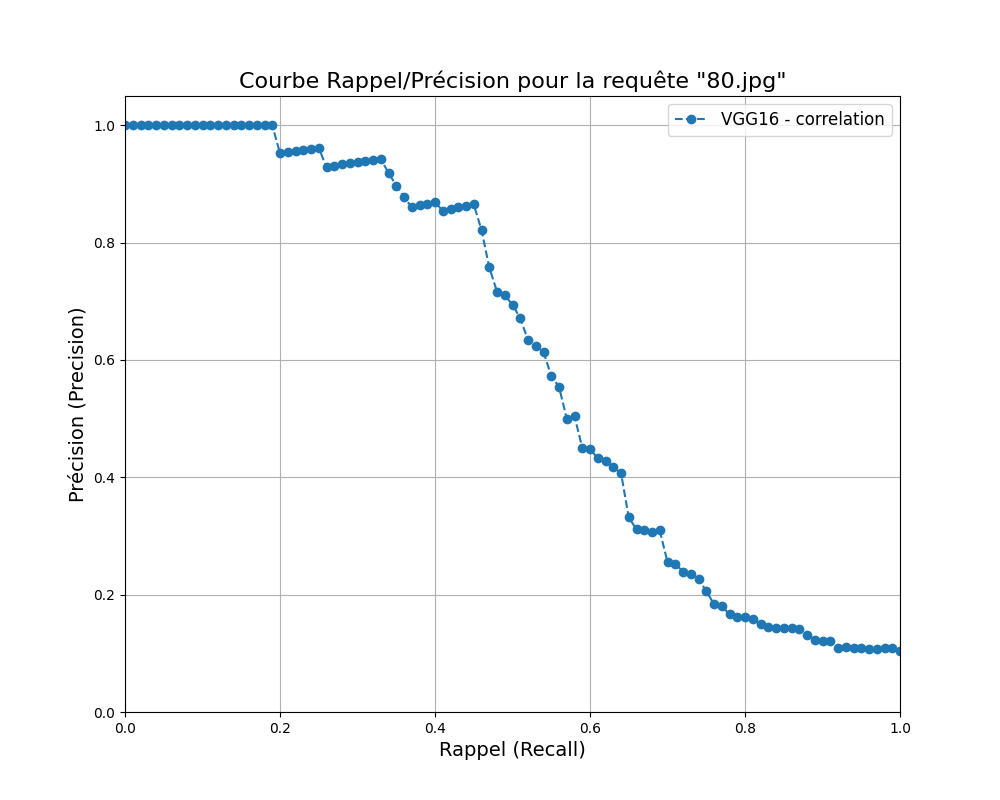 Courbe Rappel/Précision pour la requête "80.jpg"
VGG16 - correlation
1.0
0.8
0.6
0.4
0.2
0.0
Précision (Precision)
0.0 0.2 0.4 0.6 0.8 1.0
Rappel (Recall)